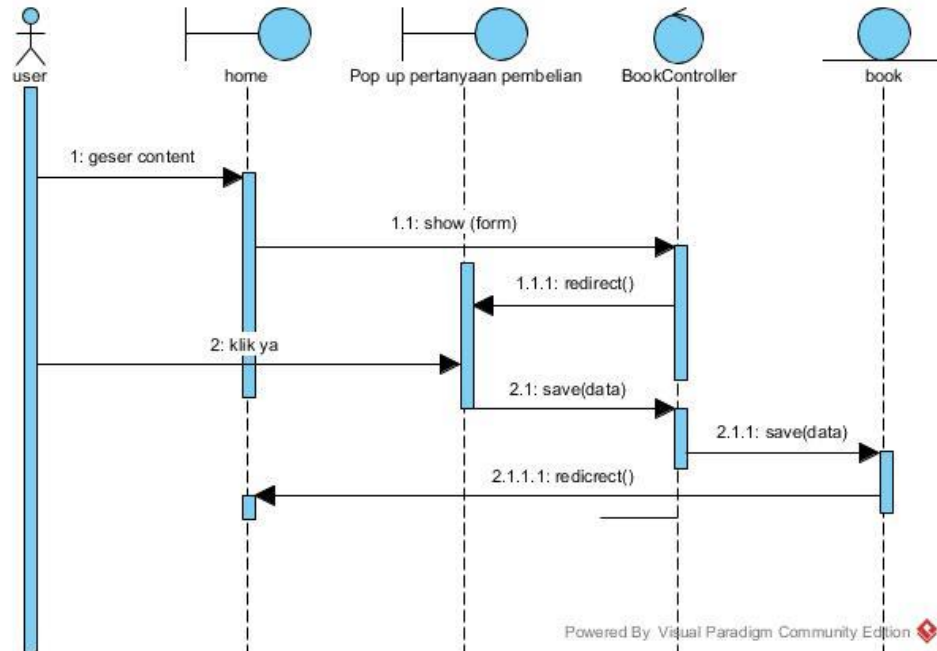 user
home
Pop up pertanyaan pembelian
BookController
book
1: geser content
1.1: show (form)
1.1.1: redirect()
2: klik ya
2.1: save(data)
2.1.1: save(data)
2.1.1.1: redicrect()
Powered By Visual Paradigm Community Edition